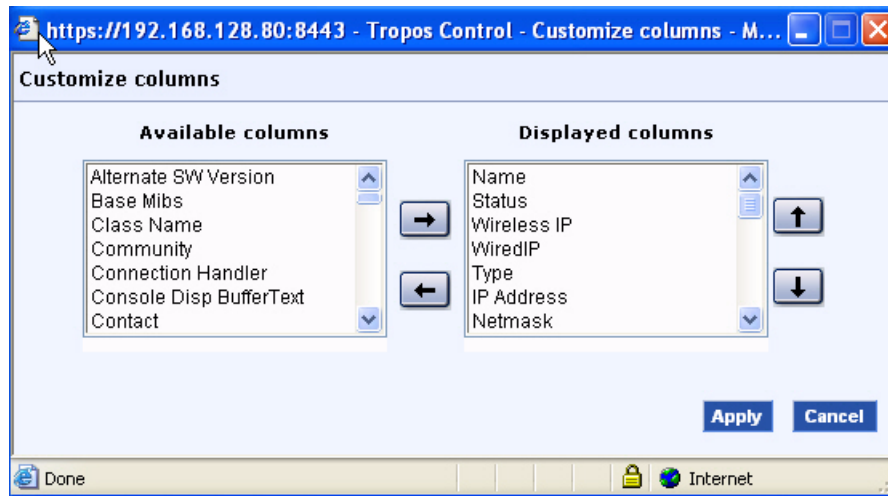 https://192.168.128.80:8443 - Tropos Control - Customize columns - M...
Customize columns
Available columns
Alternate SW Version
Base Mibs
Class Name
Community
Connection Handler
Console Disp BufferText
Contact
Displayed columns
Name
Status
Wireless IP
WiredIP
Type
IP Address
Netmask
Apply
Cancel
Done
Internet